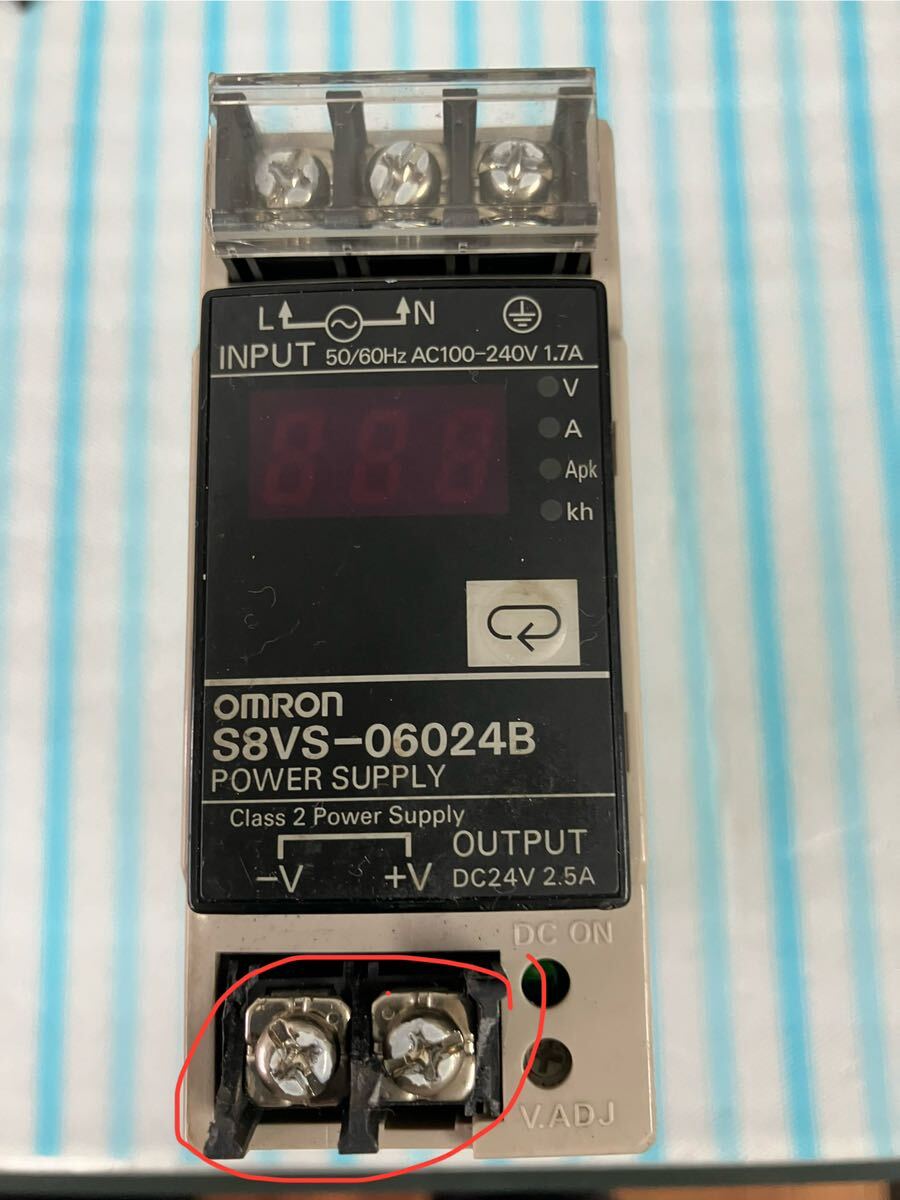 L N
INPUT 50/60Hz AC100-240V 1.7A
888
V
A
Apk
kh
OMRON
S8VS-06024B
POWER SUPPLY
Class 2 Power Supply
-V +V
OUTPUT
DC24V 2.5A
DC ON
V.ADJ